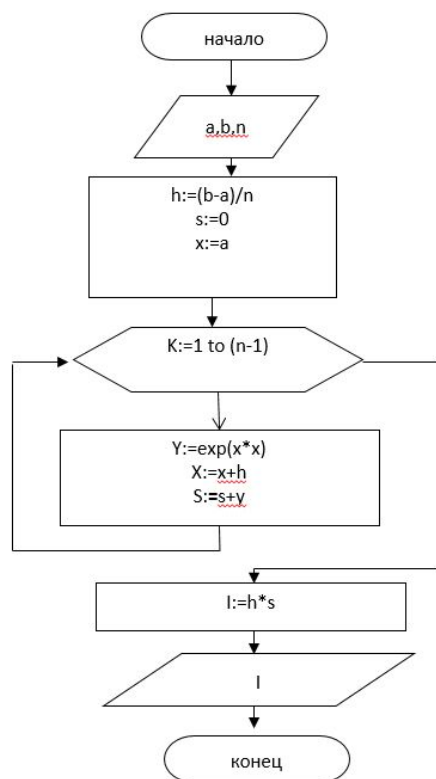 начало
a,b,n
h:=(b-a)/n
s:=0
x:=a
K:=1 to (n-1)
Y:=exp(x*x)
X:=x+h
S:=s+y
I:=h*s
I
конец